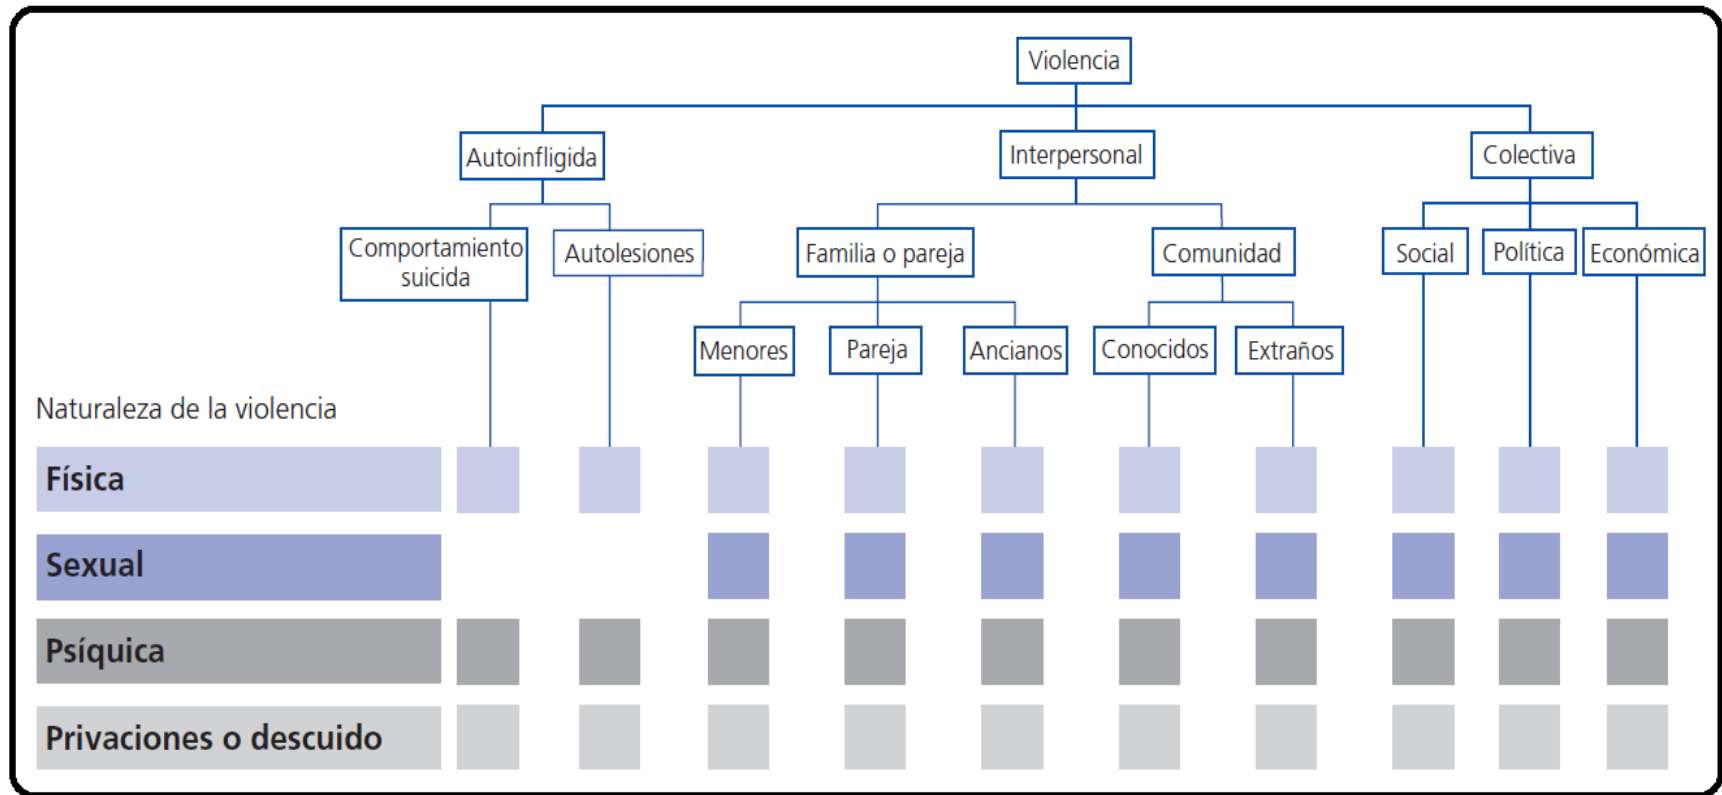 Violencia
Autoinfligida
Interpersonal
Colectiva
Comportamiento
suicida
Autolesiones
Familia o pareja
Comunidad
Social
Política
Económica
Menores
Pareja
Ancianos
Conocidos
Extraños
Naturaleza de la violencia
Física
Sexual
Psíquica
Privaciones o descuido